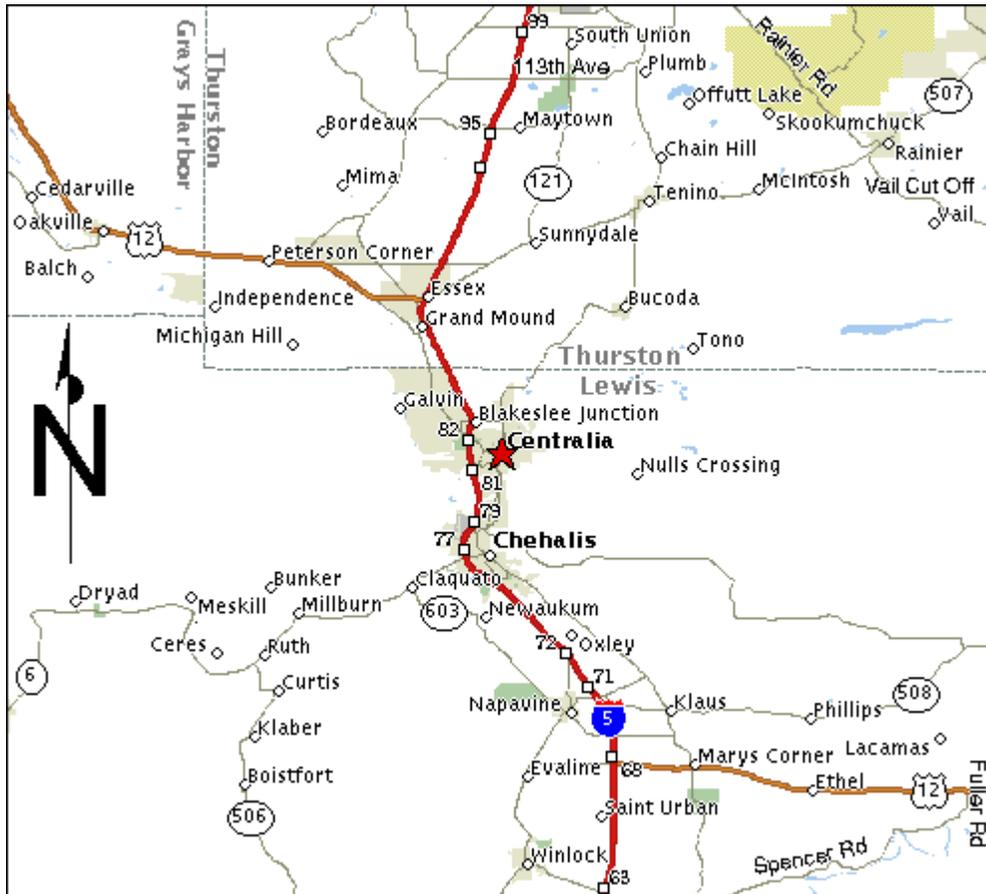 99
South Union
Thurston
Grays Harbor
113th Ave
Plumb
Rainier Rd
507
Offutt Lake
Bordeaux
95
Maytown
Skookumchuck
Chain Hill
Rainier
Mima
121
McIntosh
Vail Cut Off
Cedarville
Tenino
Vail
Oakville
12
Sunnydale
Peterson Corner
Balch
Essex
Independence
Bucoda
Grand Mound
Michigan Hill
Tono
Thurston
Lewis
Galvin
Blakeslee Junction
82
Centralia
N
Nulls Crossing
81
79
77
Chehalis
Bunker
Claquato
Dryad
Meskill
Millburn
603
Newaukum
Ceres
Ruth
72
Oxley
6
71
Curtis
508
Napavine
5
Klaus
Phillips
Klaber
Lacamas
Marys Corner
Evaline
68
Boistfort
Ethel
12
Fuller Rd
506
Saint Urban
Winlock
Spencer Rd
63